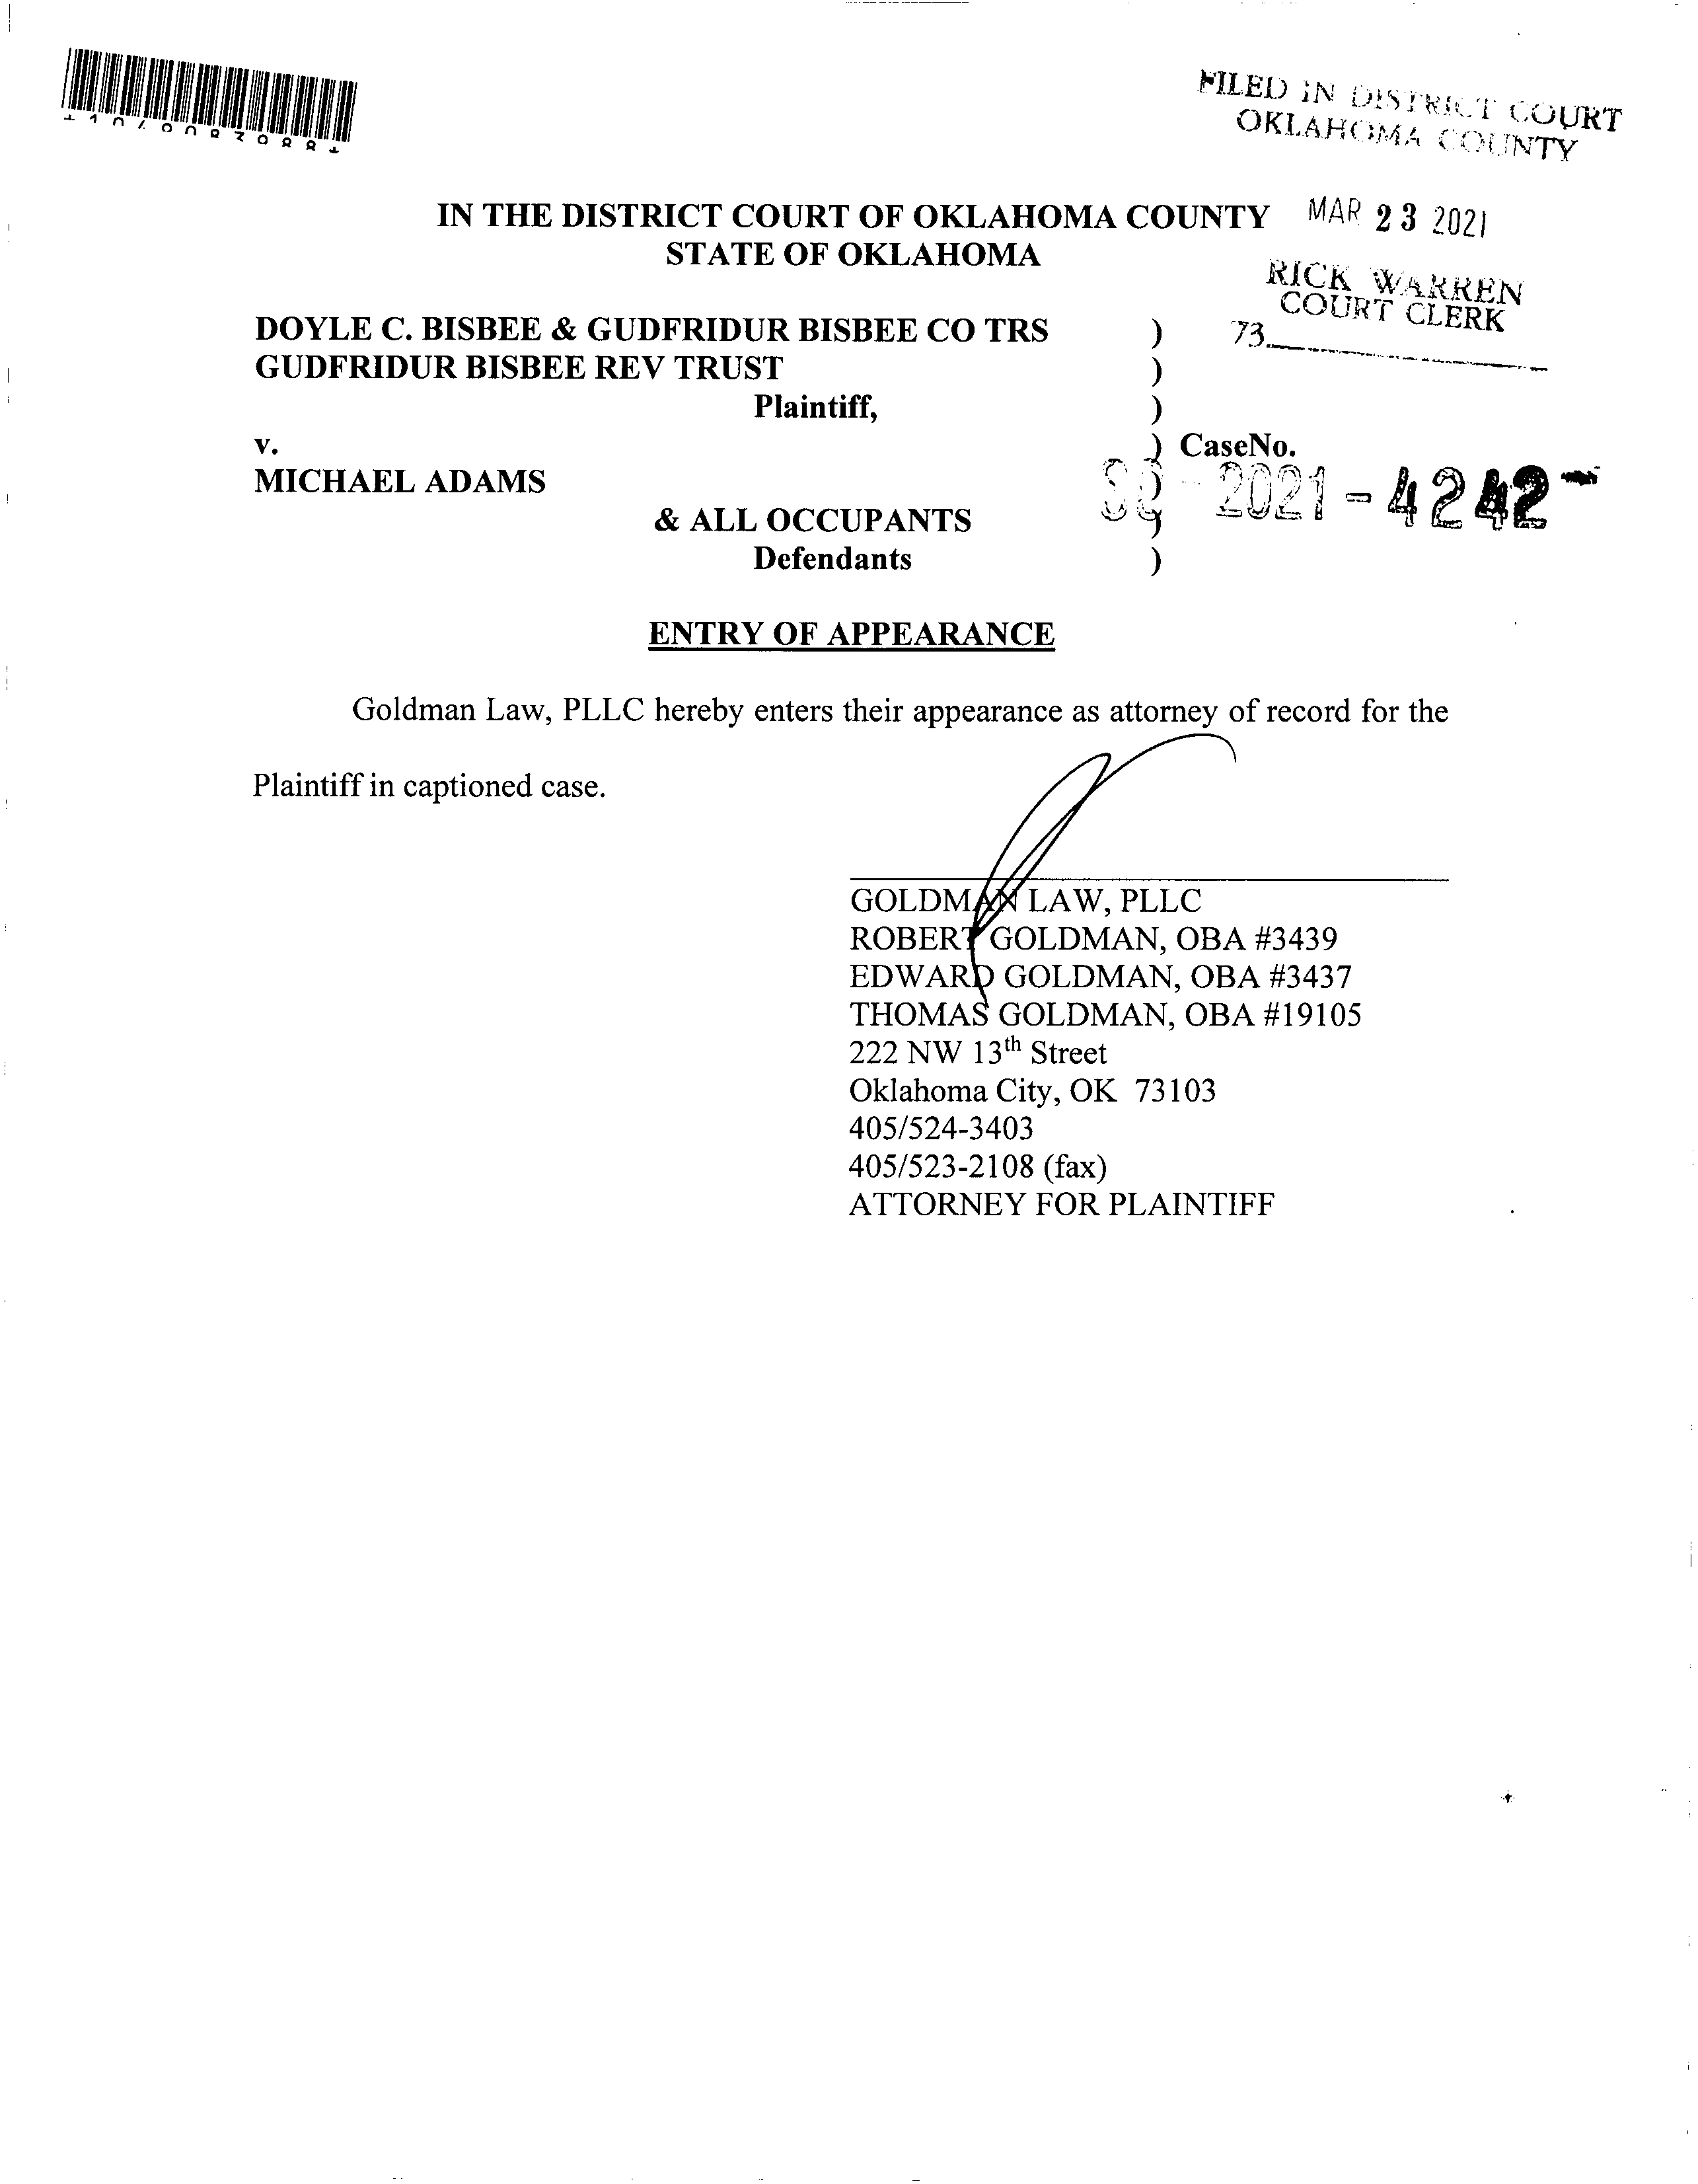 FILED IN DISTRICT COURT
OKLAHOMA COUNTY
IN THE DISTRICT COURT OF OKLAHOMA COUNTY
MAR 23 2021
STATE OF OKLAHOMA
RICK WARREN
COURT CLERK
73
DOYLE C. BISBEE & GUDFRIDUR BISBEE CO TRS )
GUDFRIDUR BISBEE REV TRUST )
Plaintiff, )
v. ) CaseNo.
MICHAEL ADAMS
SC - 2021 - 4242 -
& ALL OCCUPANTS )
Defendants )
ENTRY OF APPEARANCE
Goldman Law, PLLC hereby enters their appearance as attorney of record for the
Plaintiff in captioned case.
GOLDMAN LAW, PLLC
ROBERT GOLDMAN, OBA #3439
EDWARD GOLDMAN, OBA #3437
THOMAS GOLDMAN, OBA #19105
222 NW 13th Street
Oklahoma City, OK 73103
405/524-3403
405/523-2108 (fax)
ATTORNEY FOR PLAINTIFF